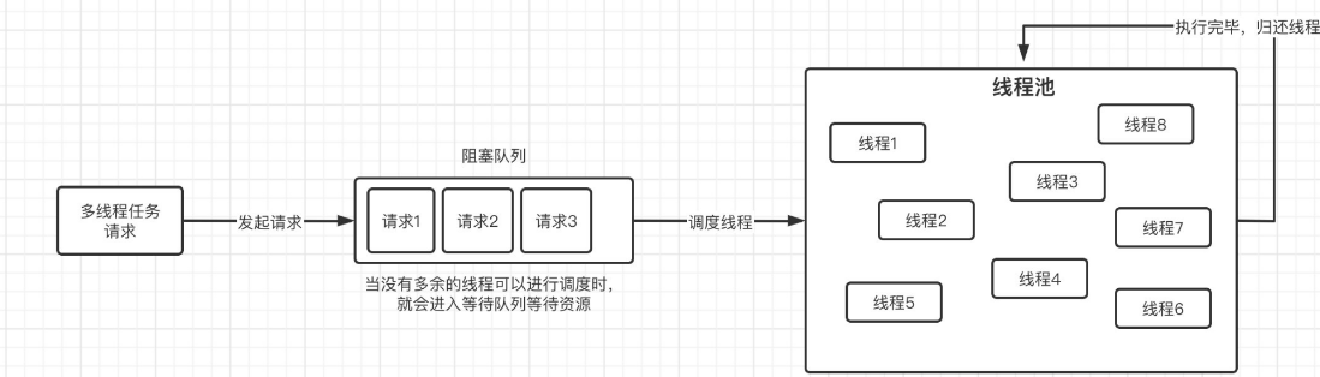 执行完毕，归还线程
线程池
线程8
线程1
线程3
线程2
线程7
线程4
线程5
线程6
阻塞队列
多线程任务
请求
发起请求
请求1
请求2
请求3
调度线程
当没有多余的线程可以进行调度时，
就会进入等待队列等待资源